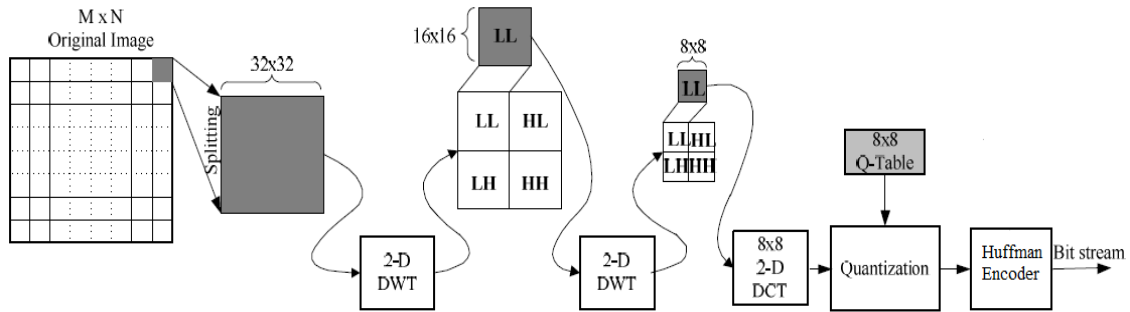 M x N
Original Image
32x32
Splitting
16x16
LL
LL
HL
LH
HH
2-D
DWT
8x8
LL
LL
HL
LH
HH
2-D
DWT
8x8
2-D
DCT
8x8
Q-Table
Quantization
Huffman
Encoder
Bit stream